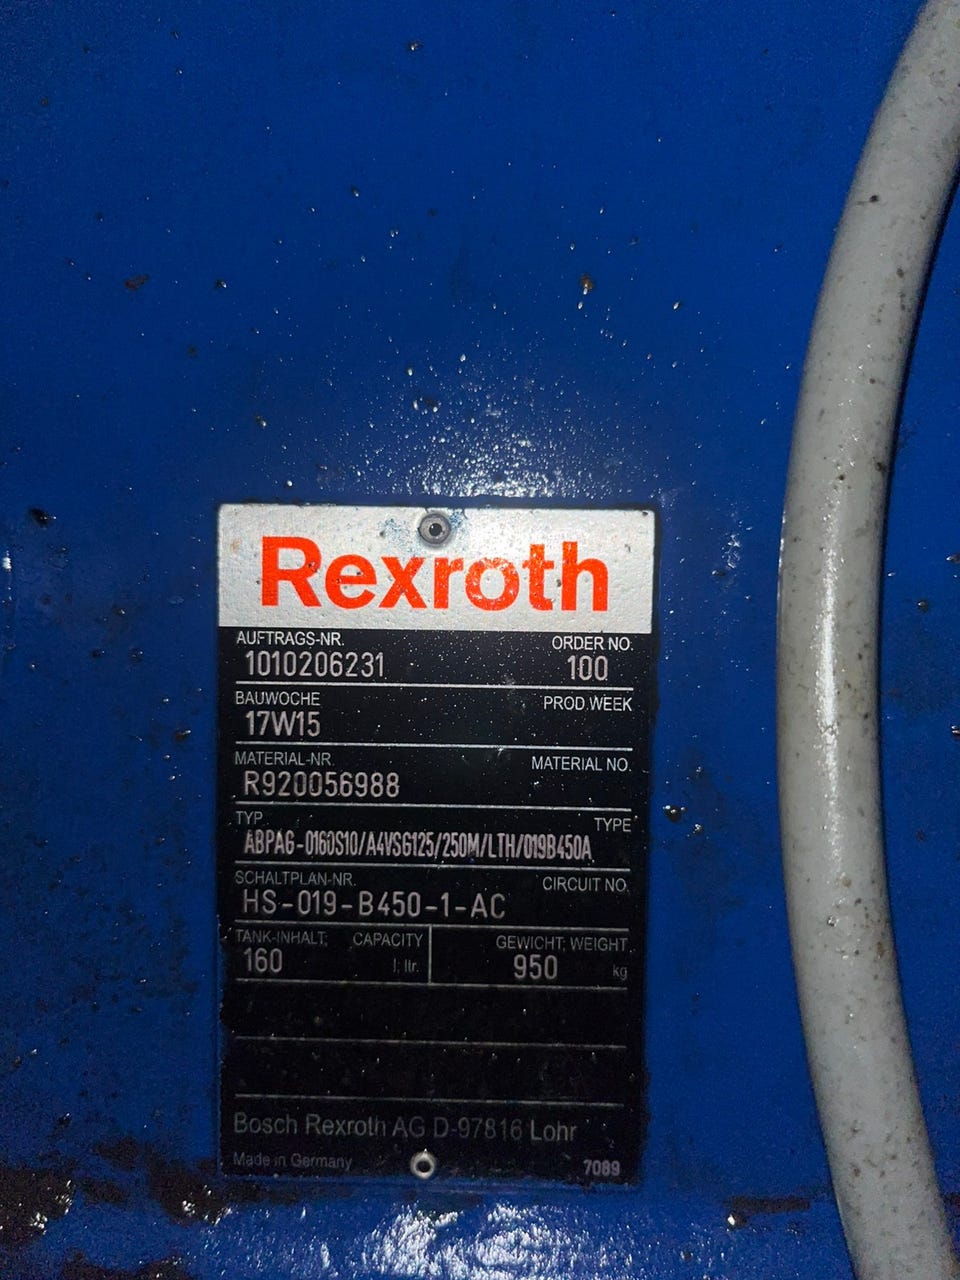 Rexroth
AUFTRAGS-NR. ORDER NO.
1010206231 100
BAUWOCHE PROD.WEEK
17W15
MATERIAL-NR. MATERIAL NO.
R920056988
TYP TYPE
ABPAG-0160S10/A4VSG125/250M/LTH/019B450A
SCHALTPLAN-NR. CIRCUIT NO.
HS-019-B450-1-AC
TANK-INHALT; CAPACITY GEWICHT; WEIGHT
160 l; ltr. 950 kg
Bosch Rexroth AG D-97816 Lohr
Made in Germany 7089